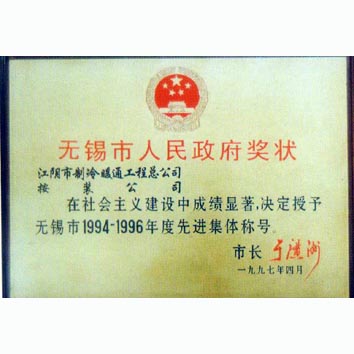 无锡市人民政府奖状
江阴市制冷暖通工程总公司
按装公司
在社会主义建设中成绩显著,决定授予
无锡市1994-1996年度先进集体称号。
市长
一九九七年四月